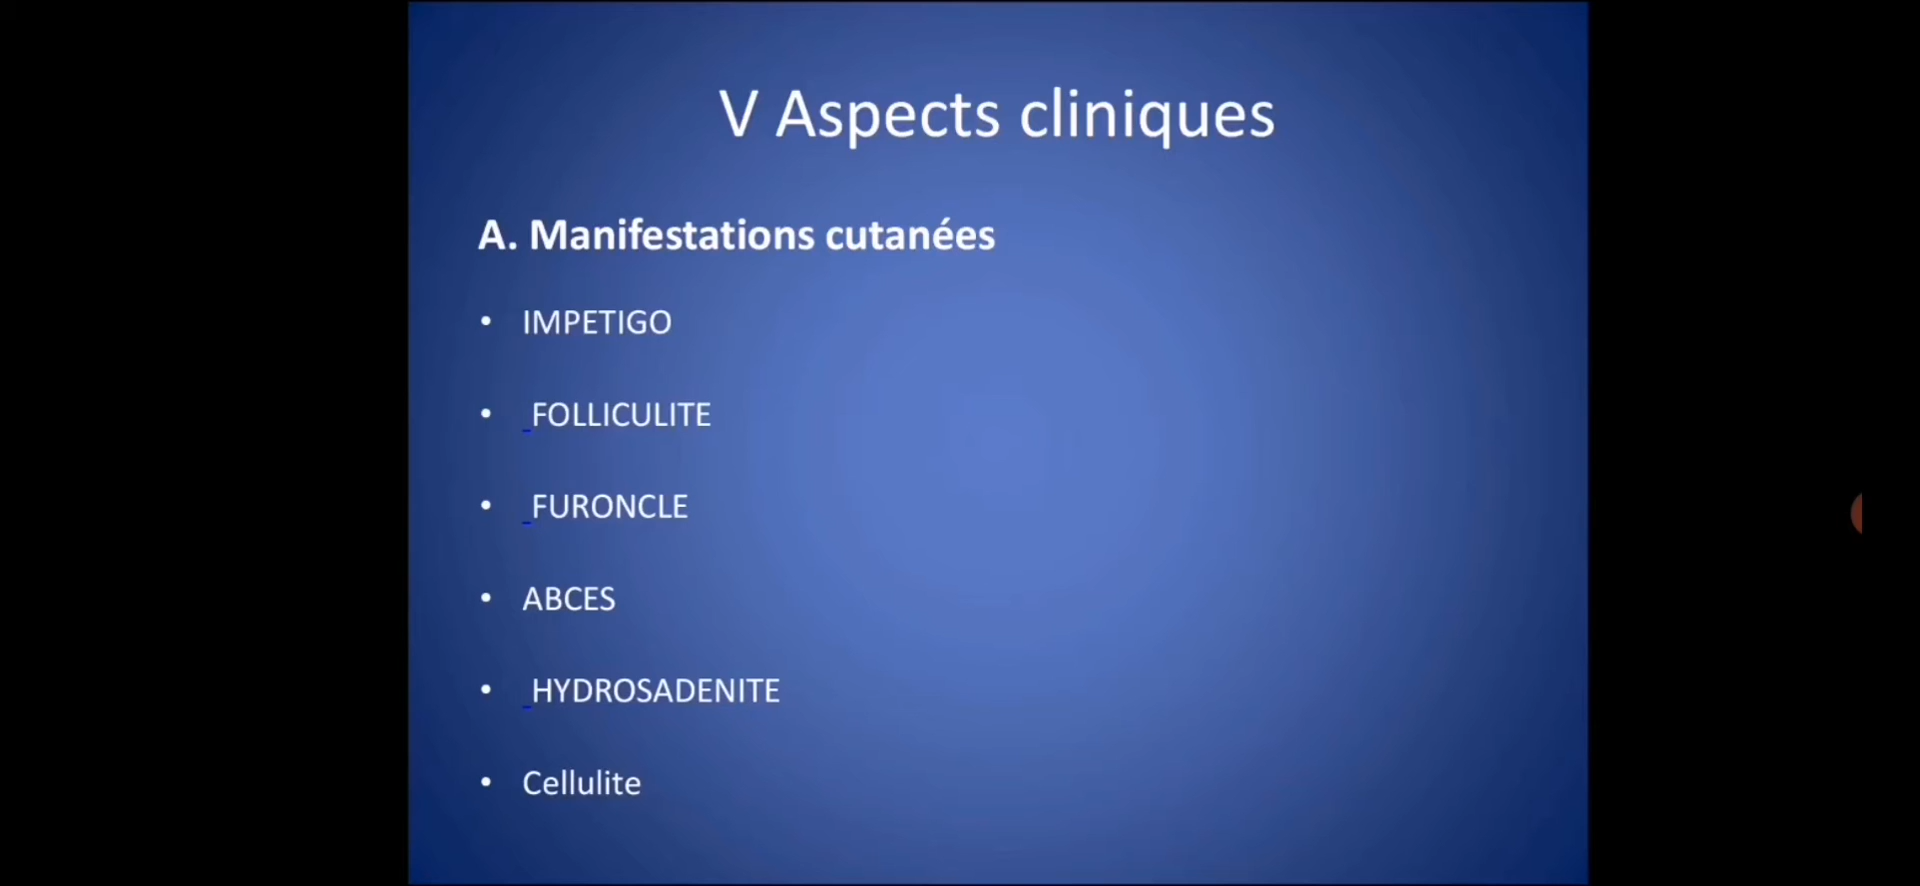 V Aspects cliniques
A. Manifestations cutanées
• IMPETIGO
• FOLLICULITE
• FURONCLE
• ABCES
• HYDROSADENITE
• Cellulite